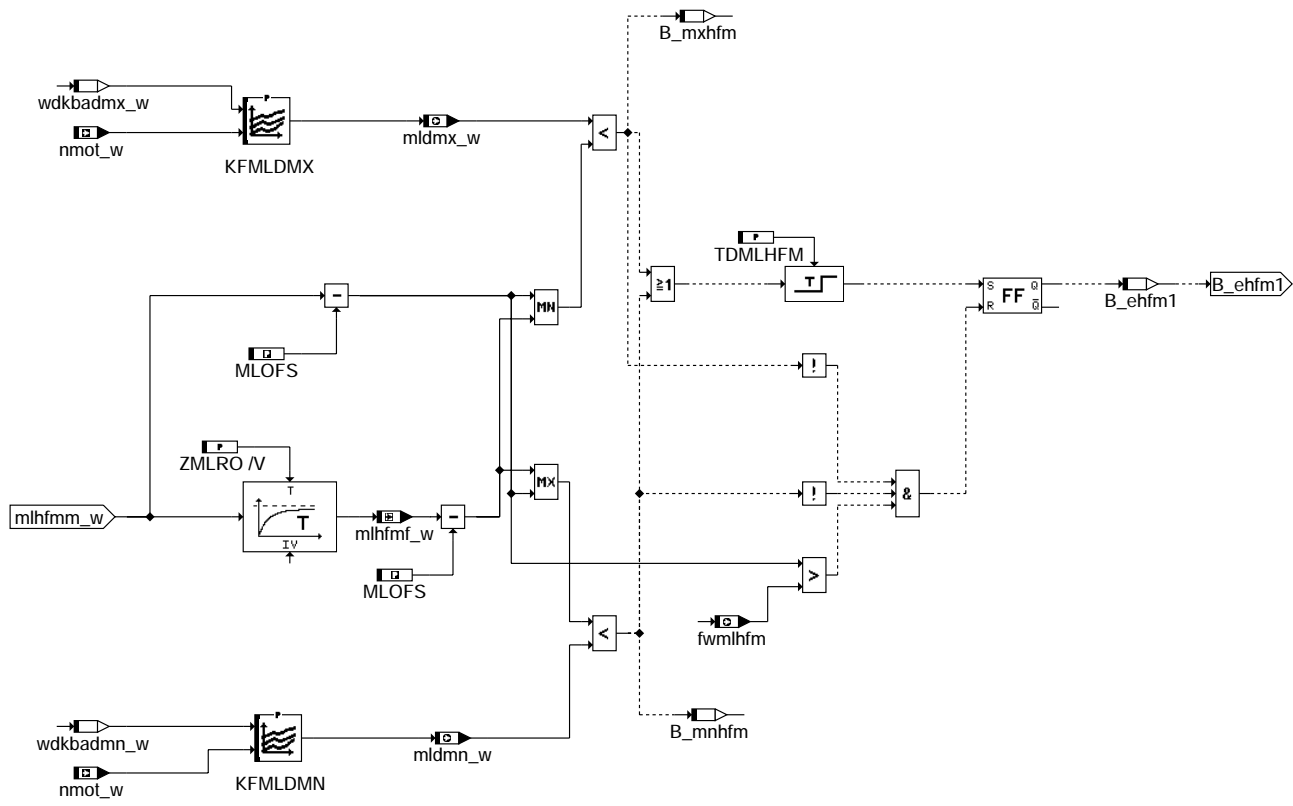 B_mxhfm
wdkbadmx_w
P
nmot_w
KFMLDMX
mldmx_w
<
P
TDMLHFM
T
≥1
S Q
FF
R Q̅
B_ehfm1
B_ehfm1
-
MN
MLOFS
!
P
ZMLRO /V
T
T
IV
mlhfmm_w
mlhfmf_w
-
MLOFS
MX
!
&
>
fwmlhfm
<
B_mnhfm
wdkbadmn_w
P
nmot_w
KFMLDMN
mldmn_w